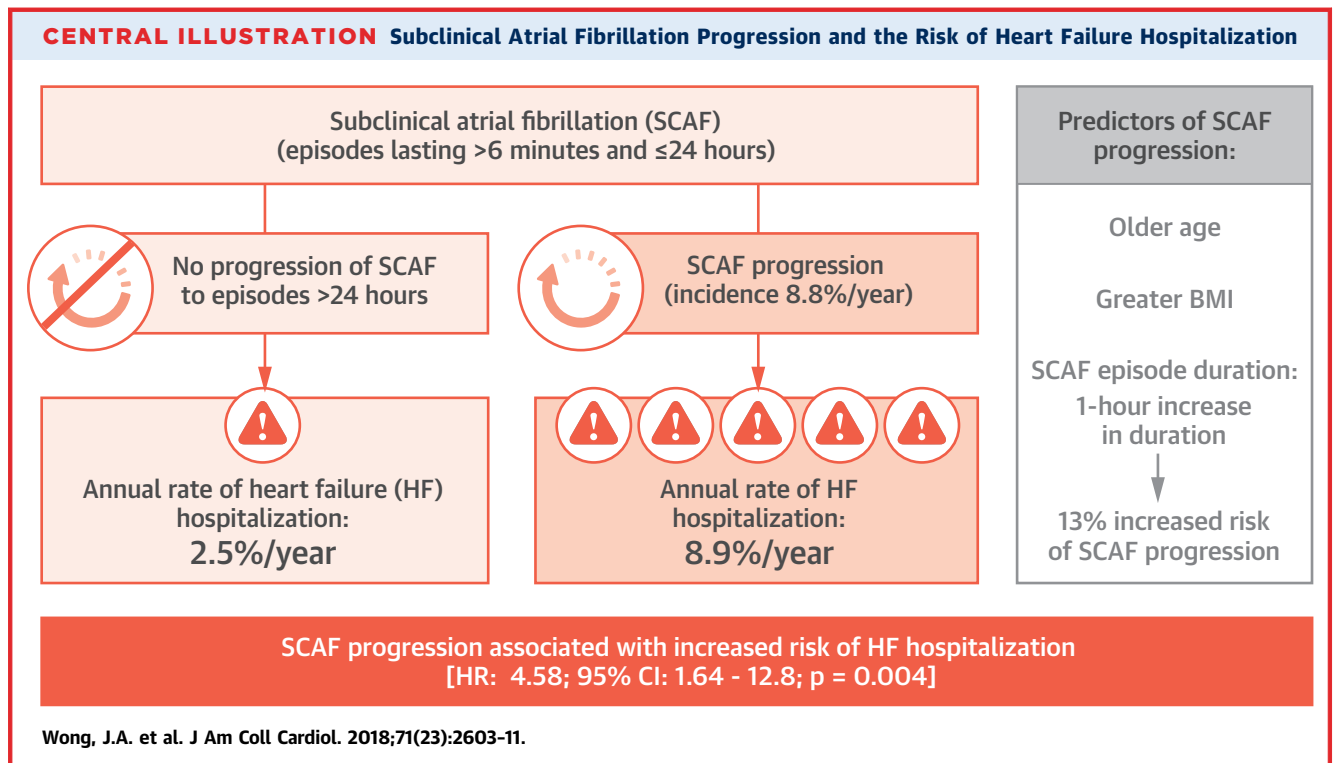 CENTRAL ILLUSTRATION Subclinical Atrial Fibrillation Progression and the Risk of Heart Failure Hospitalization
Subclinical atrial fibrillation (SCAF)
(episodes lasting >6 minutes and ≤24 hours)
No progression of SCAF
to episodes >24 hours
SCAF progression
(incidence 8.8%/year)
Annual rate of heart failure (HF)
hospitalization:
2.5%/year
Annual rate of HF
hospitalization:
8.9%/year
Predictors of SCAF
progression:
Older age
Greater BMI
SCAF episode duration:
1-hour increase
in duration
13% increased risk
of SCAF progression
SCAF progression associated with increased risk of HF hospitalization
[HR: 4.58; 95% CI: 1.64 - 12.8; p = 0.004]
Wong, J.A. et al. J Am Coll Cardiol. 2018;71(23):2603–11.